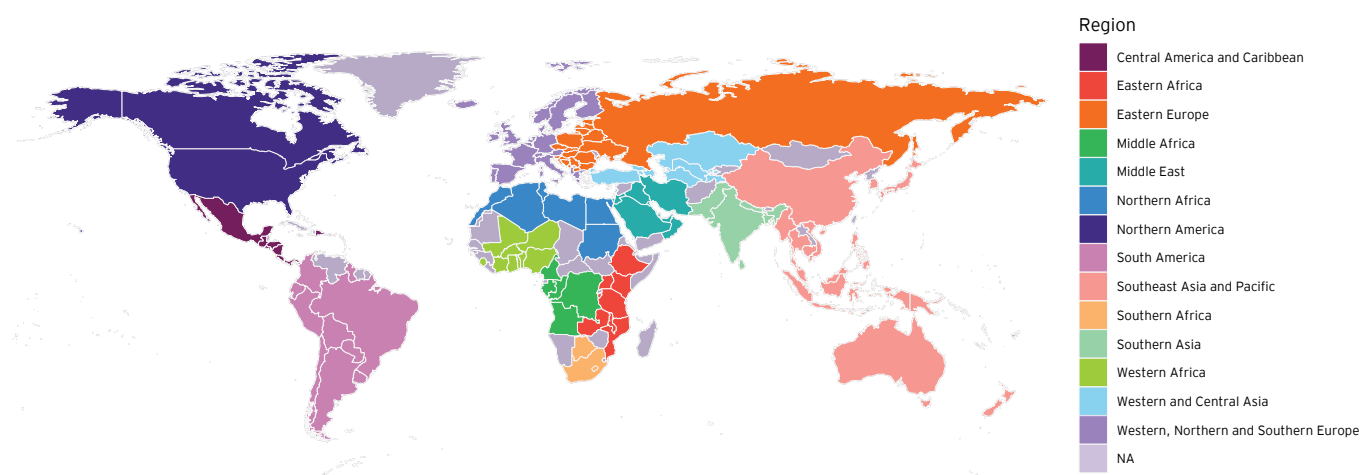 Region
Central America and Caribbean
Eastern Africa
Eastern Europe
Middle Africa
Middle East
Northern Africa
Northern America
South America
Southeast Asia and Pacific
Southern Africa
Southern Asia
Western Africa
Western and Central Asia
Western, Northern and Southern Europe
NA